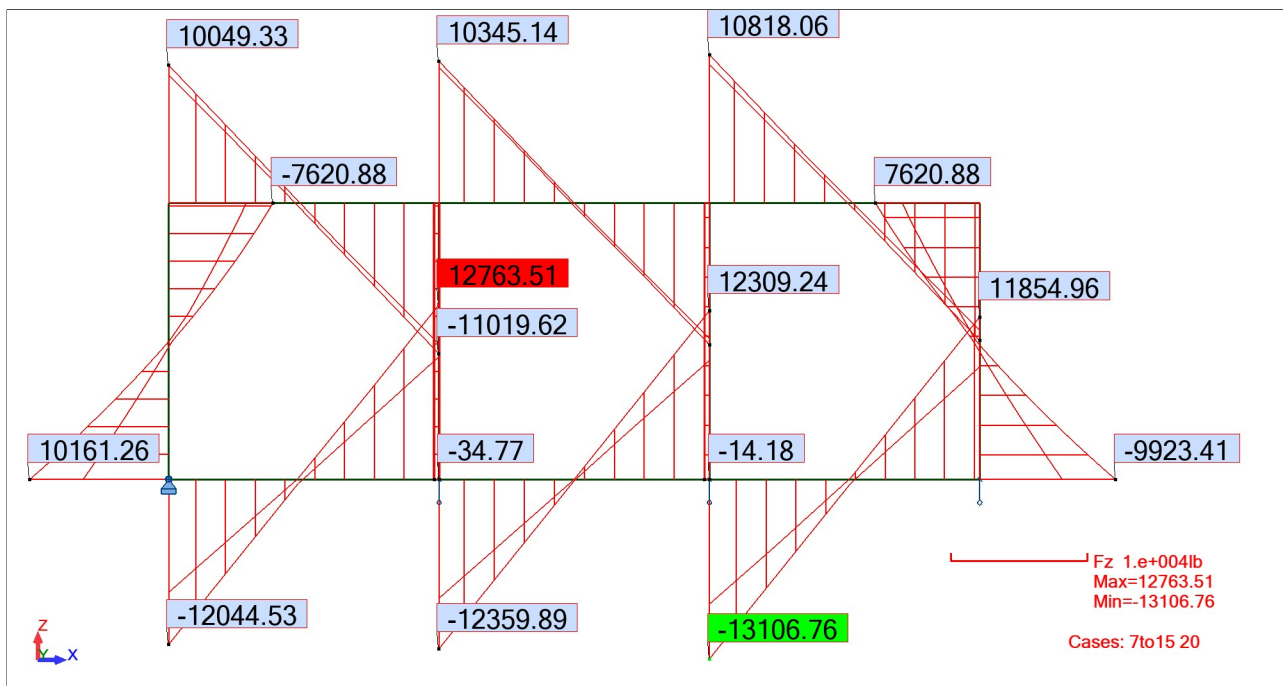 10049.33
10345.14
10818.06
-7620.88
7620.88
12763.51
12309.24
11854.96
-11019.62
10161.26
-34.77
-14.18
-9923.41
Fz 1.e+004lb
Max=12763.51
Min=-13106.76
-12044.53
-12359.89
-13106.76
Cases: 7to15 20
Z
Y
X